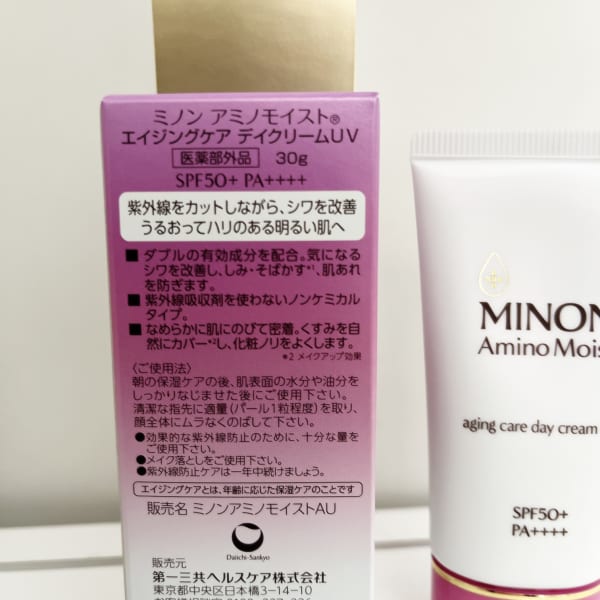 ミノン アミノモイスト®
エイジングケア デイクリームUV
医薬部外品 30g
SPF50+ PA++++
紫外線をカットしながら、シワを改善
うるおってハリのある明るい肌へ
■ ダブルの有効成分を配合。気になる
シワを改善し、しみ・そばかす*1、肌あれ
を防ぎます。
■ 紫外線吸収剤を使わないノンケミカル
タイプ。
■ なめらかに肌にのびて密着。くすみを自
然にカバー*2し、化粧ノリをよくします。
*2 メイクアップ効果
〈ご使用法〉
朝の保湿ケアの後、肌表面の水分や油分を
しっかりなじませた後にご使用下さい。
清潔な指先に適量(パール1粒程度)を取り、
顔全体にムラなくのばして下さい。
●効果的な紫外線防止のために、十分な量を
ご使用下さい。
●メイク落としをご使用下さい。
●紫外線防止ケアは一年中続けましょう。
エイジングケアとは、年齢に応じた保湿ケアのことです
販売名 ミノンアミノモイストAU
Daiichi-Sankyo
販売元
第一三共ヘルスケア株式会社
東京都中央区日本橋3-14-10
MINON
Amino Mois
aging care day cream
SPF50+
PA++++